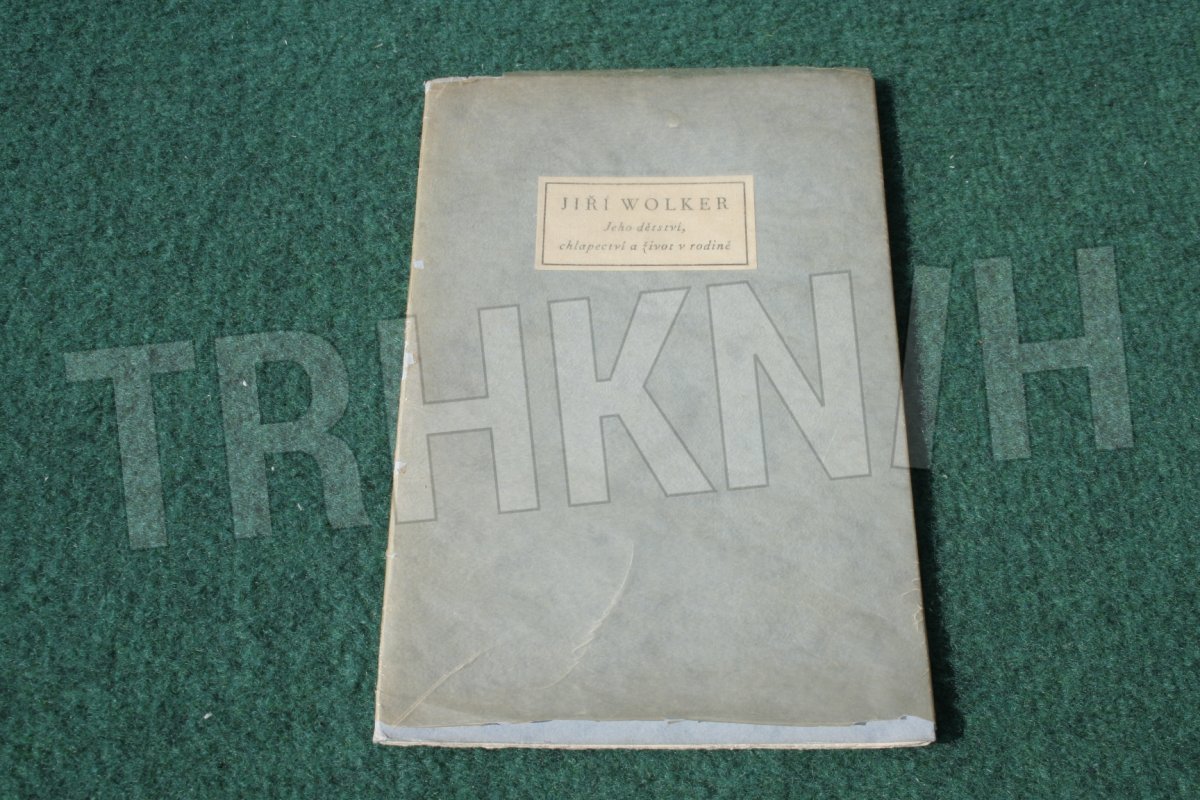 JIŘÍ WOLKER
Jeho dětství,
chlapectví a život v rodině
TRHKNIH